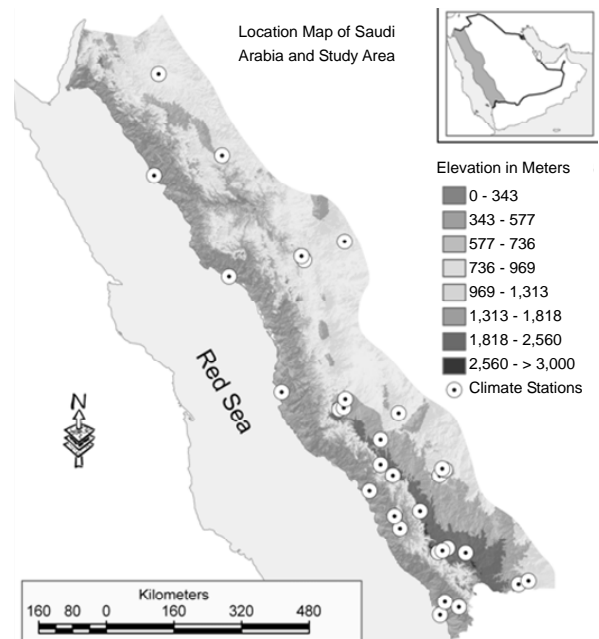 Location Map of Saudi
Arabia and Study Area
Elevation in Meters
0 - 343
343 - 577
577 - 736
736 - 969
969 - 1,313
1,313 - 1,818
1,818 - 2,560
2,560 - > 3,000
Climate Stations
Red Sea
N
Kilometers
160 80 0 160 320 480